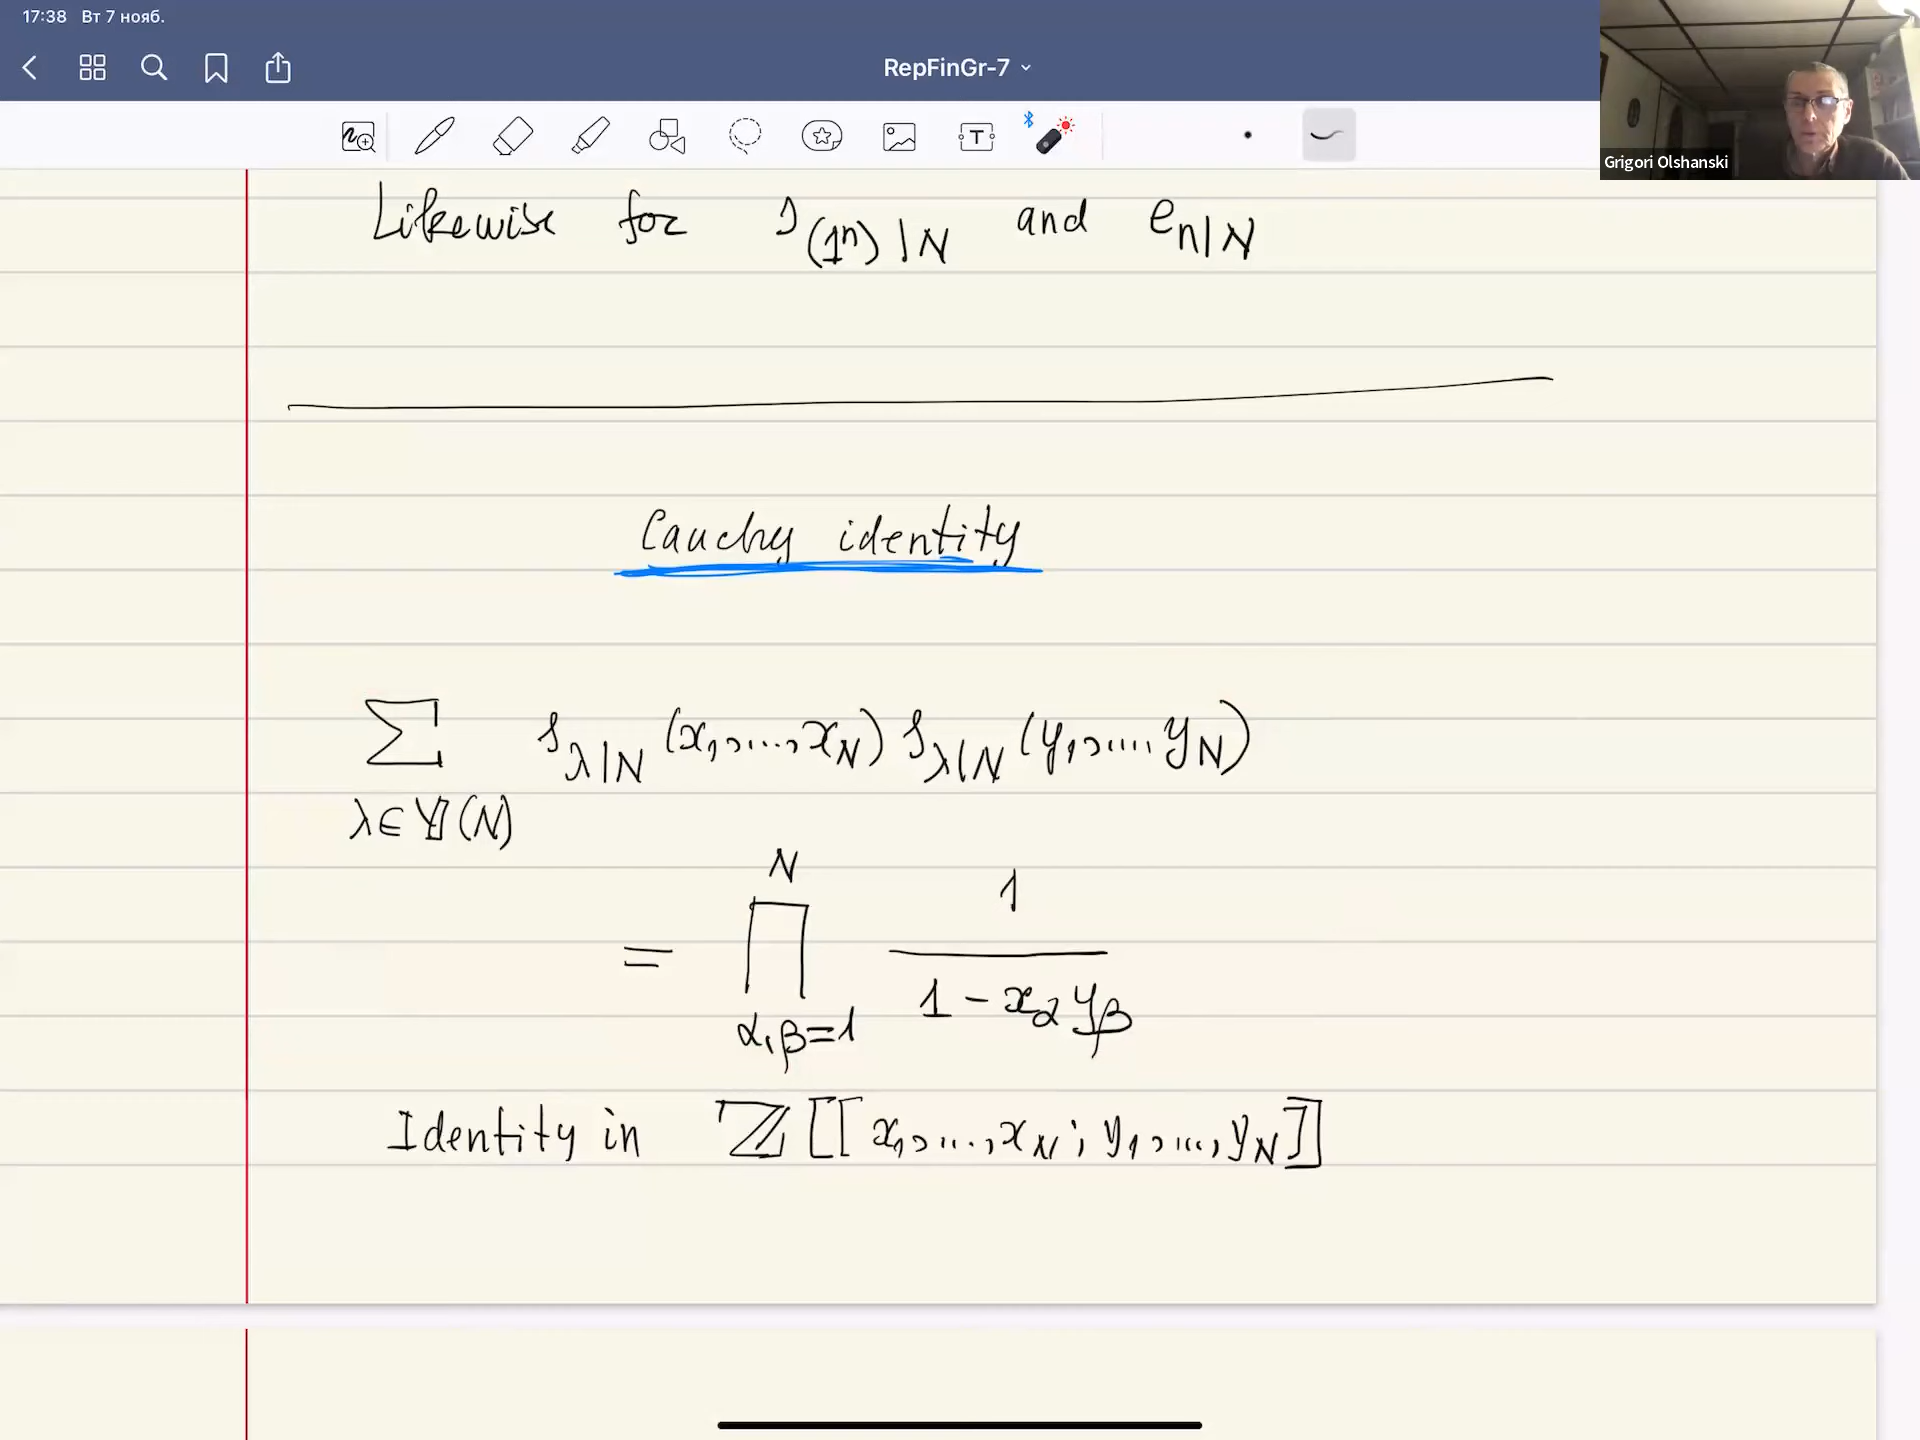 17:38 Вт 7 нояб.
RepFinGr-7
Grigori Olshanski
Likewise for s_{(1^n)|N} and e_{n|N}
Cauchy identity
∑_{λ∈𝕐(N)} s_{λ|N}(x_1,...,x_N) s_{λ|N}(y_1,...,y_N)
= ∏_{α,β=1}^{N} \frac{1}{1 - x_α y_β}
Identity in ℤ[[x_1,...,x_N; y_1,...,y_N]]